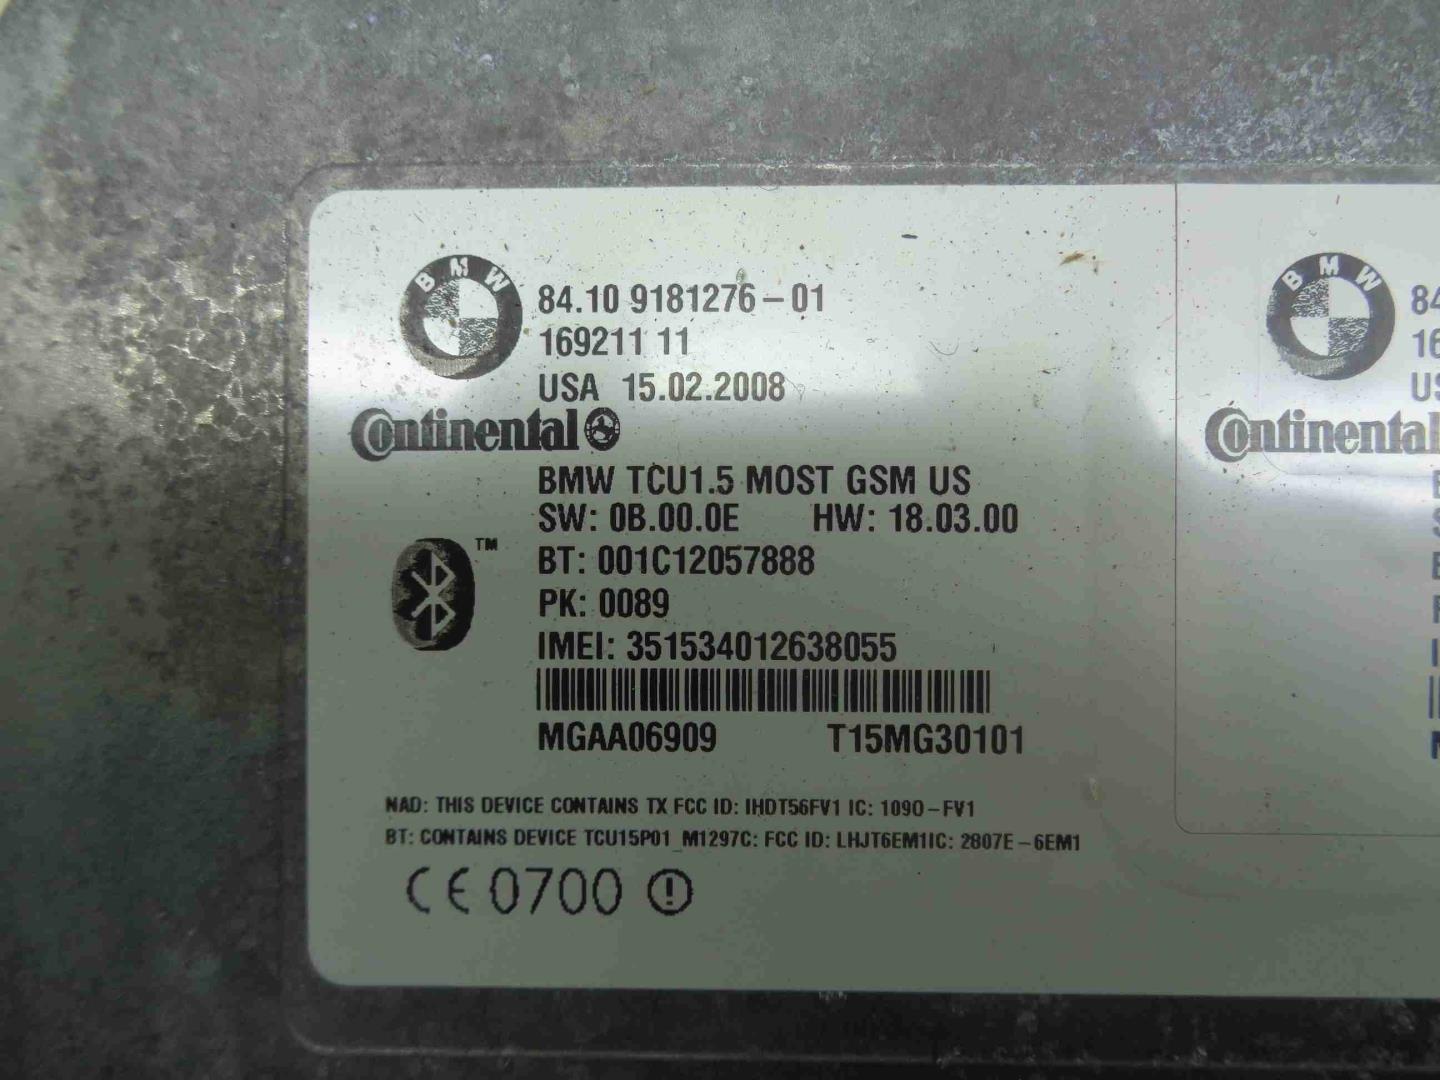 BMW
84.10 9181276-01
169211 11
USA 15.02.2008
Continental
BMW TCU1.5 MOST GSM US
SW: 0B.00.0E HW: 18.03.00
TM
BT: 001C12057888
PK: 0089
IMEI: 351534012638055
MGAA06909 T15MG30101
NAD: THIS DEVICE CONTAINS TX FCC ID: IHDT56FV1 IC: 1090-FV1
BT: CONTAINS DEVICE TCU15P01_M1297C: FCC ID: LHJT6EM1IC: 2807E-6EM1
CE 0700
BMW
84
16
US
Continental